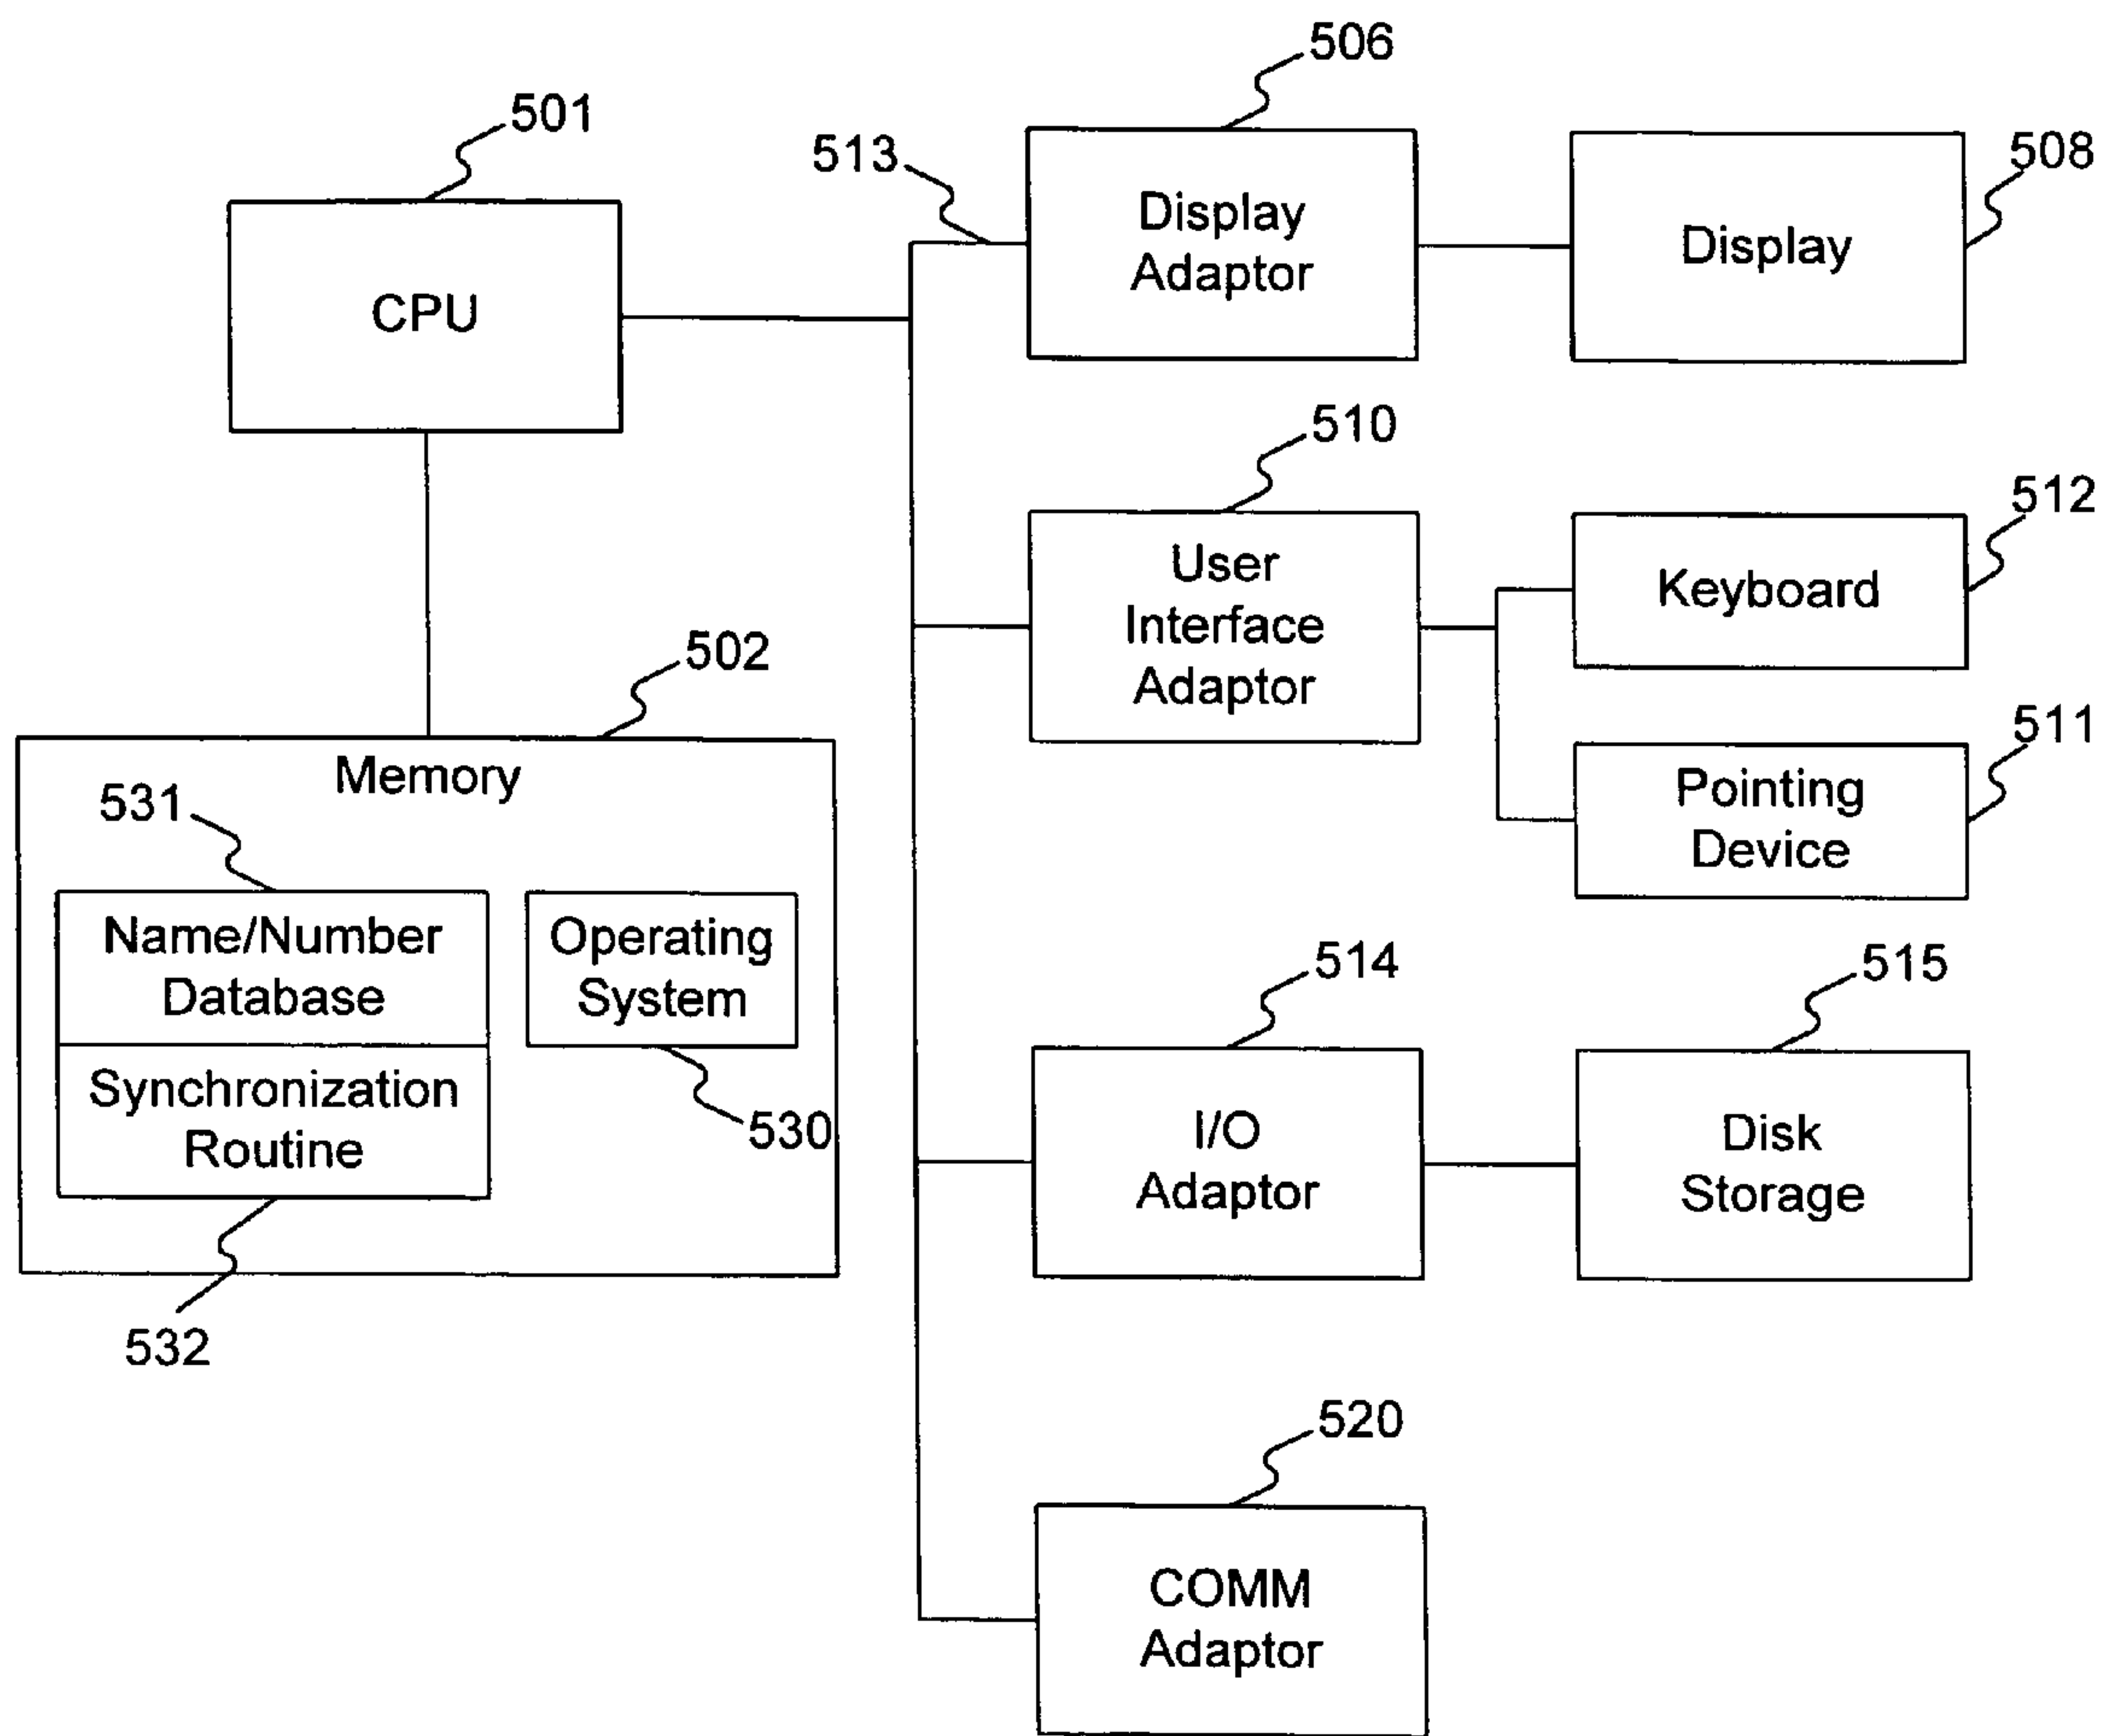 506
501
513
508
Display
Adaptor
Display
CPU
510
512
User
Interface
Adaptor
Keyboard
502
511
Memory
Pointing
Device
531
Name/Number
Database
Operating
System
514
515
Synchronization
Routine
530
I/O
Adaptor
Disk
Storage
532
520
COMM
Adaptor